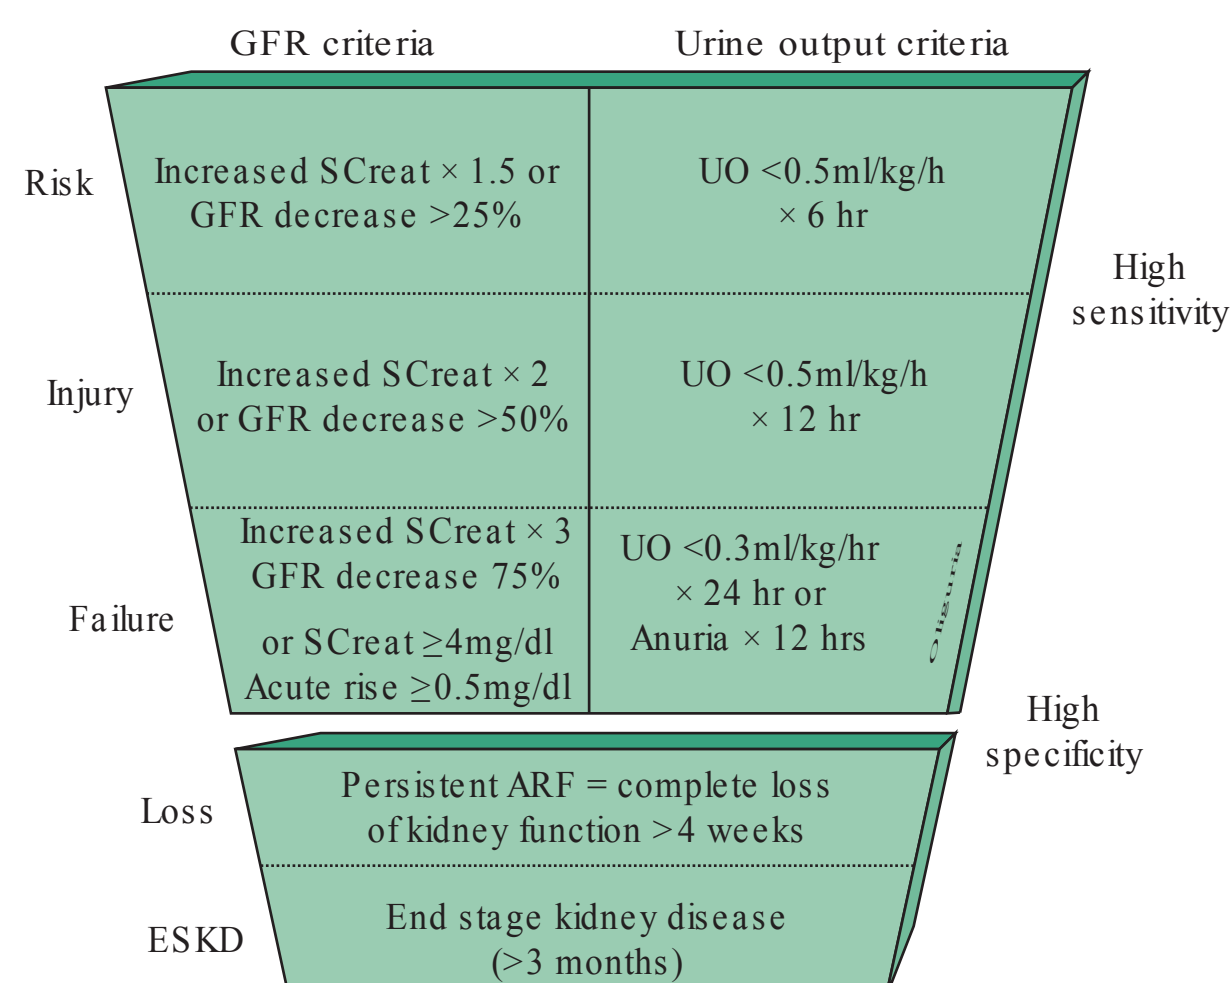 GFR criteria
Urine output criteria
Risk
Increased SCreat × 1.5 or
GFR decrease >25%
UO <0.5ml/kg/h
× 6 hr
High
sensitivity
Injury
Increased SCreat × 2
or GFR decrease >50%
UO <0.5ml/kg/h
× 12 hr
Failure
Increased SCreat × 3
GFR decrease 75%
or SCreat ≥4mg/dl
Acute rise ≥0.5mg/dl
UO <0.3ml/kg/hr
× 24 hr or
Anuria × 12 hrs
Oliguria
High
specificity
Loss
Persistent ARF = complete loss
of kidney function >4 weeks
ESKD
End stage kidney disease
(>3 months)